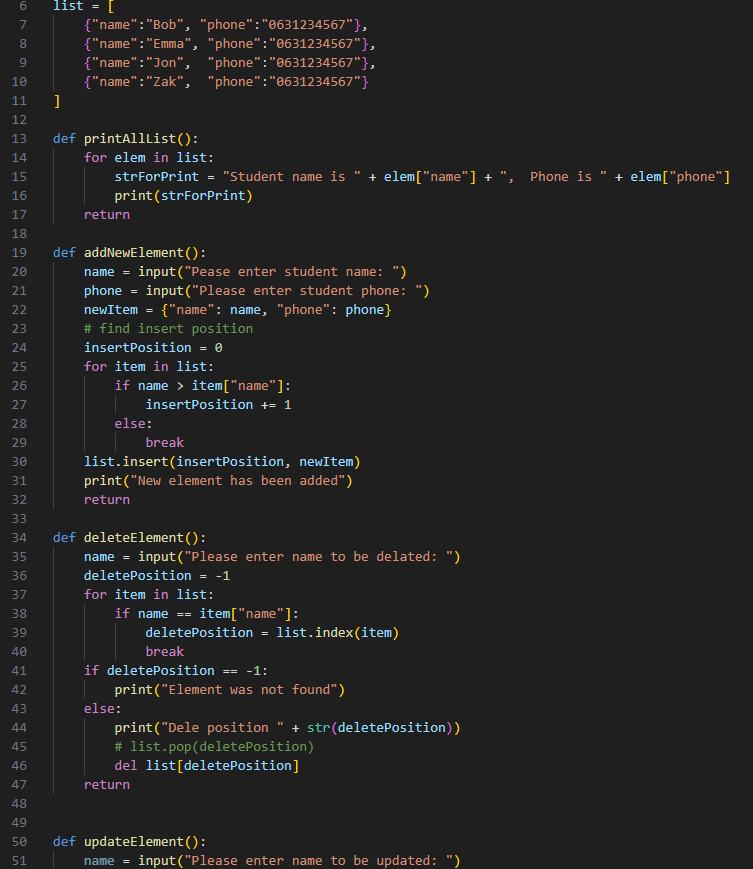 6 list = [
7     {"name":"Bob", "phone":"0631234567"},
8     {"name":"Emma", "phone":"0631234567"},
9     {"name":"Jon",  "phone":"0631234567"},
10     {"name":"Zak",  "phone":"0631234567"}
11 ]
12
13 def printAllList():
14     for elem in list:
15         strForPrint = "Student name is " + elem["name"] + ",  Phone is " + elem["phone"]
16         print(strForPrint)
17     return
18
19 def addNewElement():
20     name = input("Pease enter student name: ")
21     phone = input("Please enter student phone: ")
22     newItem = {"name": name, "phone": phone}
23     # find insert position
24     insertPosition = 0
25     for item in list:
26         if name > item["name"]:
27             insertPosition += 1
28         else:
29             break
30     list.insert(insertPosition, newItem)
31     print("New element has been added")
32     return
33
34 def deleteElement():
35     name = input("Please enter name to be delated: ")
36     deletePosition = -1
37     for item in list:
38         if name == item["name"]:
39             deletePosition = list.index(item)
40             break
41     if deletePosition == -1:
42         print("Element was not found")
43     else:
44         print("Dele position " + str(deletePosition))
45         # list.pop(deletePosition)
46         del list[deletePosition]
47     return
48
49
50 def updateElement():
51     name = input("Please enter name to be updated: ")